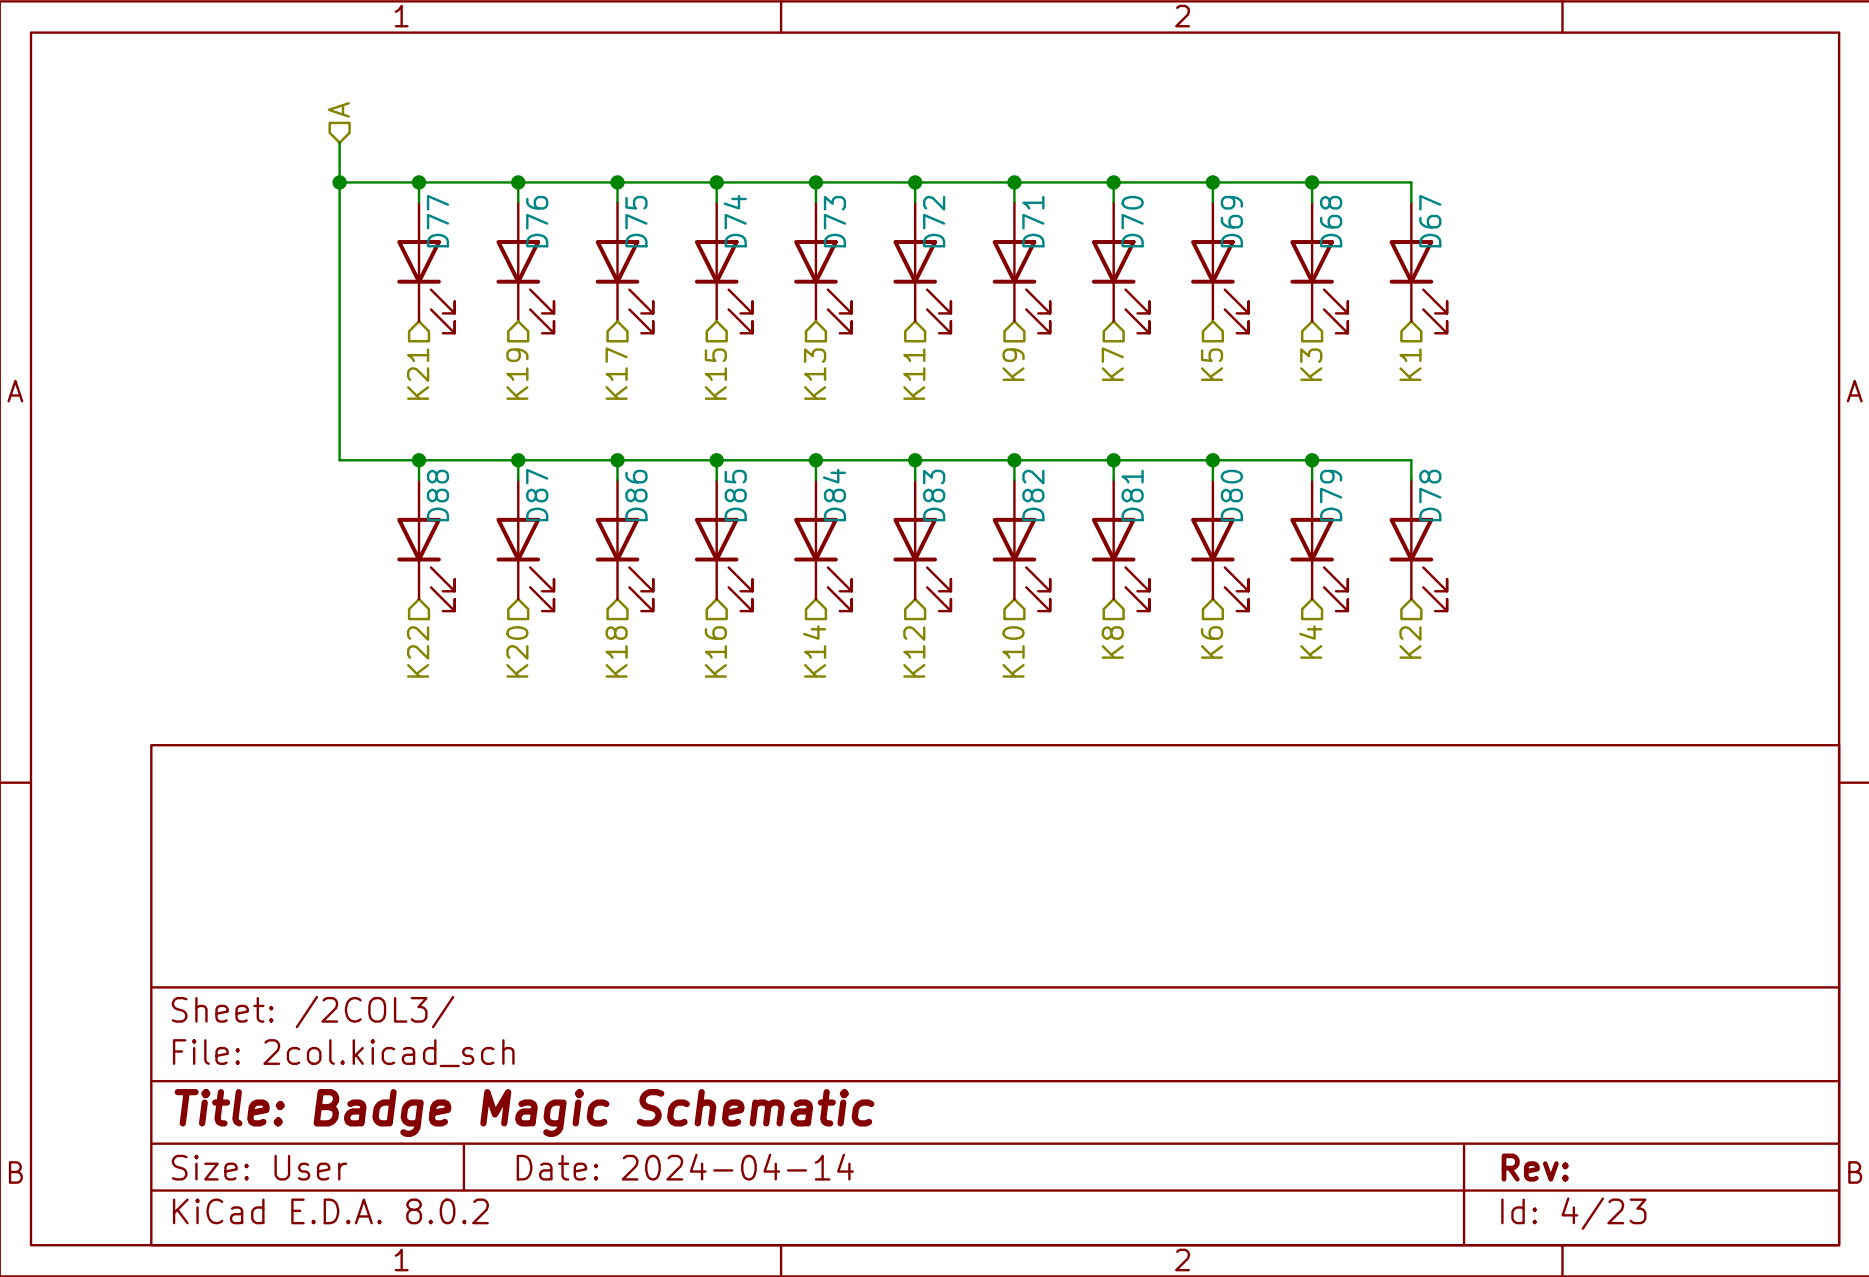 1 2
A
D77 D76 D75 D74 D73 D72 D71 D70 D69 D68 D67
K21 K19 K17 K15 K13 K11 K9 K7 K5 K3 K1
A A
D88 D87 D86 D85 D84 D83 D82 D81 D80 D79 D78
K22 K20 K18 K16 K14 K12 K10 K8 K6 K4 K2
Sheet: /2COL3/
File: 2col.kicad_sch
Title: Badge Magic Schematic
B B
Size: User Date: 2024-04-14 Rev:
KiCad E.D.A. 8.0.2 Id: 4/23
1 2